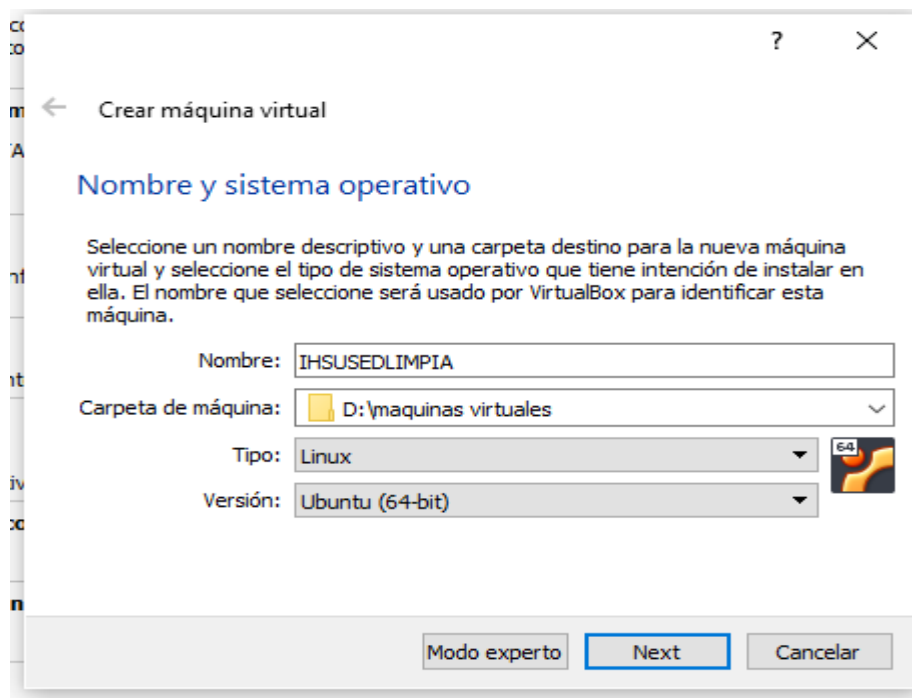 ?
Crear máquina virtual
Nombre y sistema operativo
Seleccione un nombre descriptivo y una carpeta destino para la nueva máquina
virtual y seleccione el tipo de sistema operativo que tiene intención de instalar en
ella. El nombre que seleccione será usado por VirtualBox para identificar esta
máquina.
Nombre: IHSUSEDLIMPIA
Carpeta de máquina: D:\maquinas virtuales
Tipo: Linux
64
Versión: Ubuntu (64-bit)
Modo experto Next Cancelar